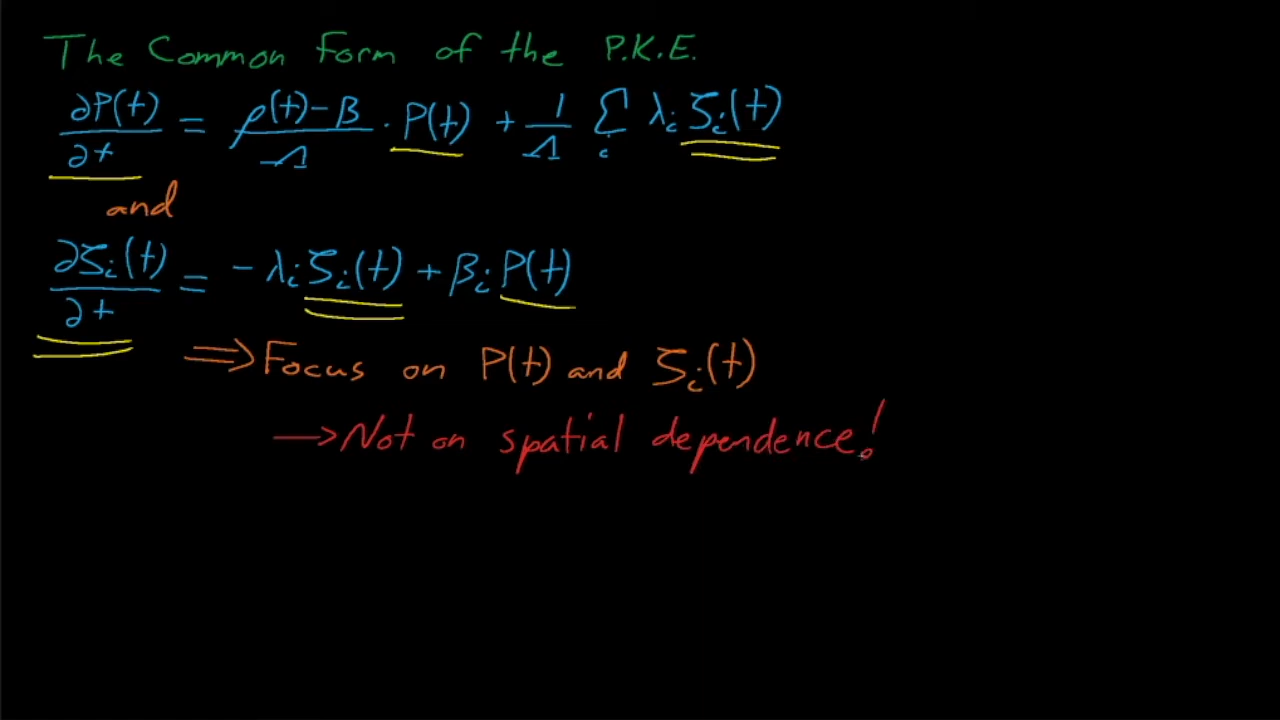 The Common Form of the P.K.E.
∂P(t)/∂t = ρ(t)-β/Λ · P(t) + 1/Λ Σᵢ λᵢ ζᵢ(t)
and
∂ζᵢ(t)/∂t = -λᵢ ζᵢ(t) + βᵢ P(t)
⇒ Focus on P(t) and ζᵢ(t)
→ Not on spatial dependence!